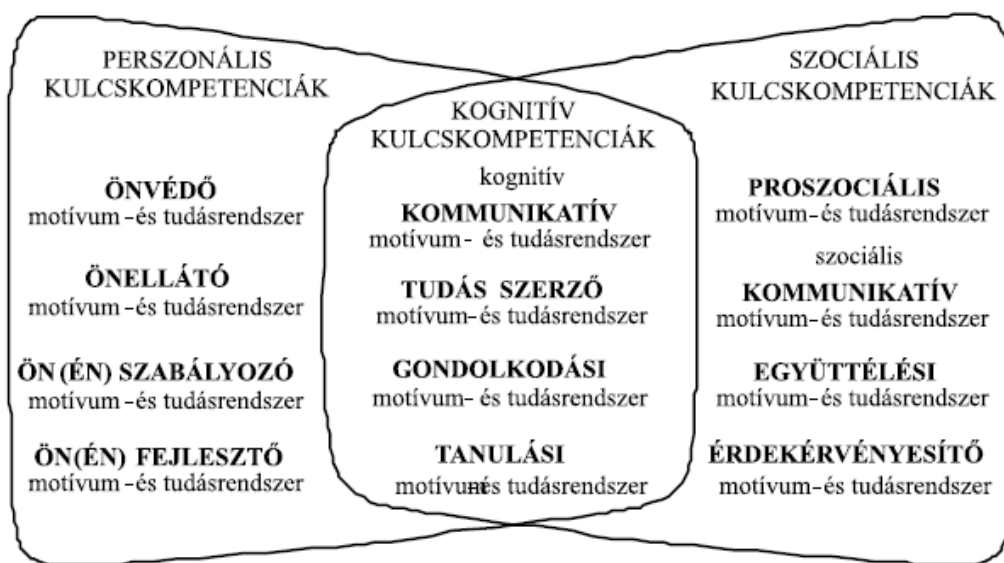 PERSZONÁLIS
KULCSKOMPETENCIÁK
ÖNVÉDŐ
motívum -és tudásrendszer
ÖNELLÁTÓ
motívum -és tudásrendszer
ÖN (ÉN) SZABÁLYOZÓ
motívum -és tudásrendszer
ÖN(ÉN) FEJLESZTŐ
motívum -és tudásrendszer
KOGNITÍV
KULCSKOMPETENCIÁK
kognitív
KOMMUNIKATÍV
motívum - és tudásrendszer
TUDÁS SZERZŐ
motívum- és tudásrendszer
GONDOLKODÁSI
motívum- és tudásrendszer
TANULÁSI
motívum-és tudásrendszer
SZOCIÁLIS
KULCSKOMPETENCIÁK
PROSZOCIÁLIS
motívum-és tudásrendszer
szociális
KOMMUNIKATÍV
motívum-és tudásrendszer
EGYÜTTÉLÉSI
motívum-és tudásrendszer
ÉRDEKÉRVÉNYESÍTŐ
motívum-és tudásrendszer